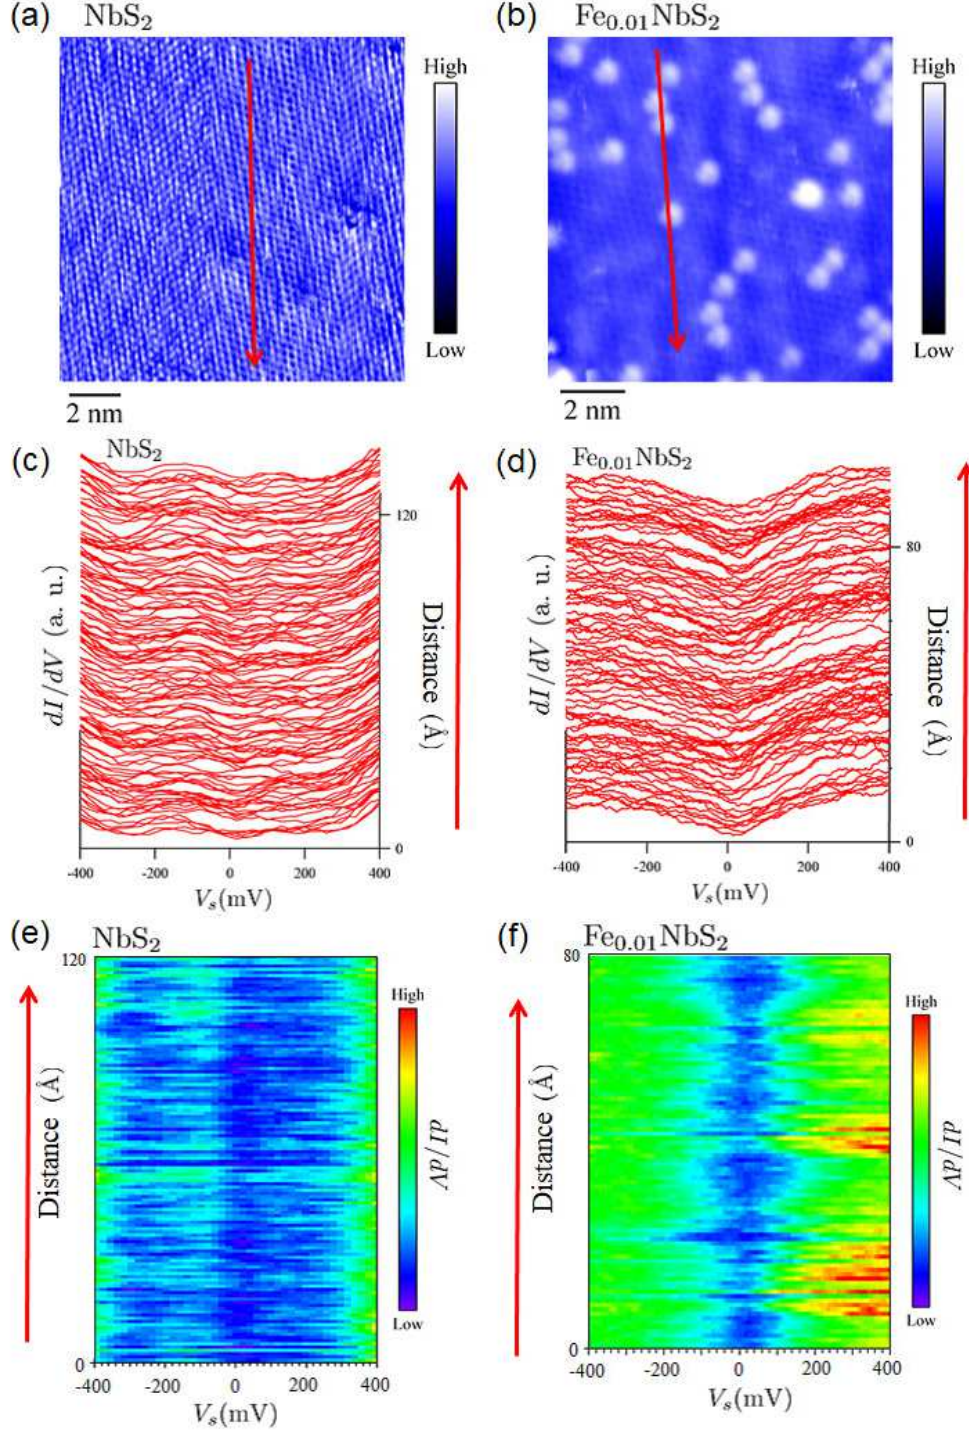 (a) NbS₂
High
Low
2 nm
(b) Fe₀.₀₁NbS₂
High
Low
2 nm
(c) NbS₂
dI/dV (a. u.)
120
0
Distance (Å)
-400 -200 0 200 400
Vₛ(mV)
(d) Fe₀.₀₁NbS₂
dI/dV (a. u.)
80
0
Distance (Å)
-400 -200 0 200 400
Vₛ(mV)
(e) NbS₂
120
0
Distance (Å)
High
Low
dI/dV
-400 -200 0 200 400
Vₛ(mV)
(f) Fe₀.₀₁NbS₂
80
0
Distance (Å)
High
Low
dI/dV
-400 -200 0 200 400
Vₛ(mV)